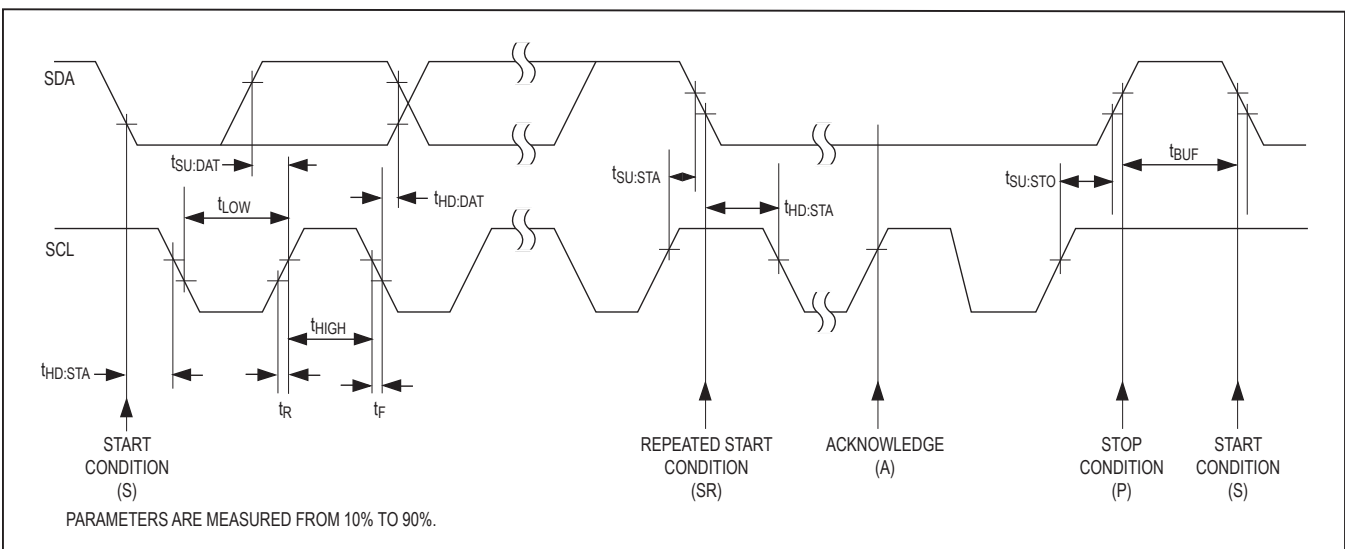 SDA
tSU:DAT
tHD:DAT
tLOW
SCL
tHIGH
tHD:STA
tR
tF
START
CONDITION
(S)
tSU:STA
tHD:STA
REPEATED START
CONDITION
(SR)
ACKNOWLEDGE
(A)
tSU:STO
tBUF
STOP
CONDITION
(P)
START
CONDITION
(S)
PARAMETERS ARE MEASURED FROM 10% TO 90%.